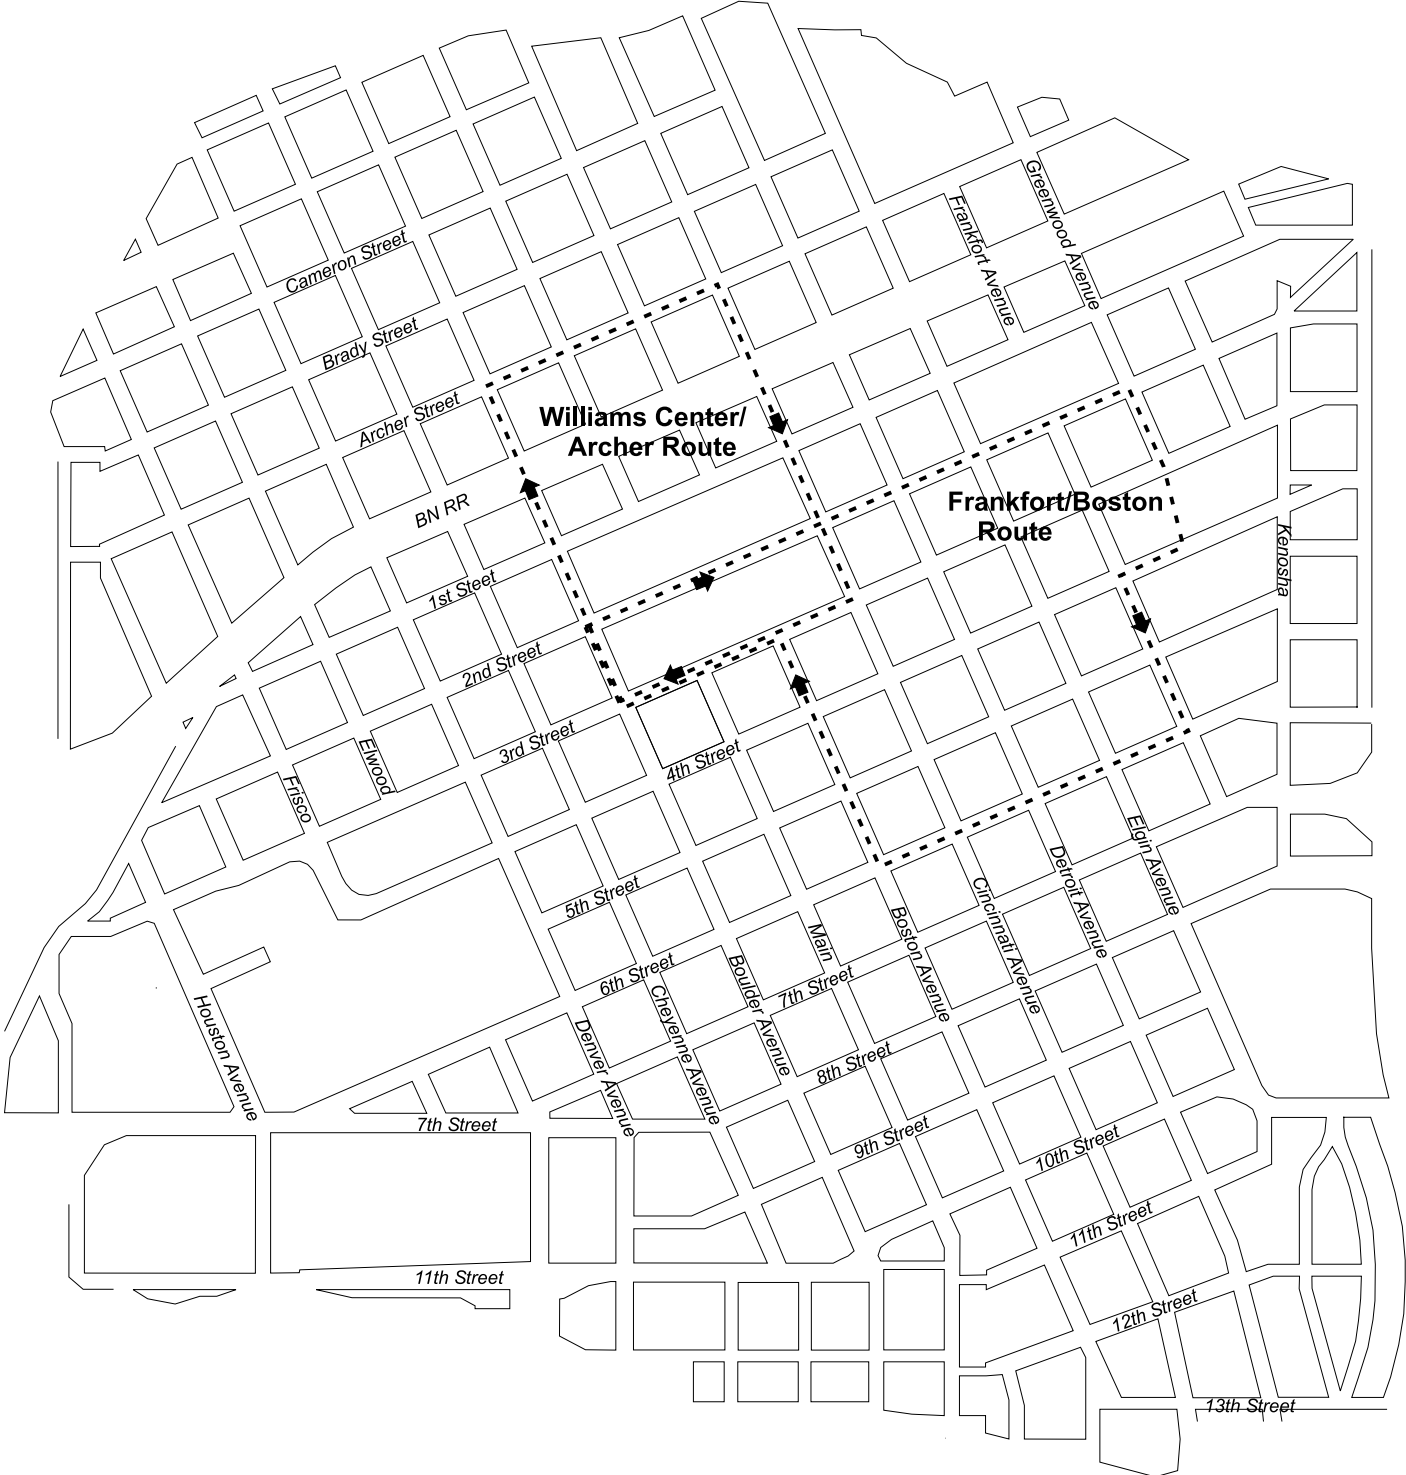 Greenwood Avenue
Frankfort Avenue
Cameron Street
Brady Street
Archer Street
Williams Center/
Archer Route
BN RR
Frankfort/Boston
Route
Kenosha
1st Steet
2nd Street
3rd Street
Elwood
Frisco
4th Street
Elgin Avenue
Detroit Avenue
Cincinnati Avenue
5th Street
Boston Avenue
Main
6th Street
Boulder Avenue
7th Street
Cheyenne Avenue
Houston Avenue
Denver Avenue
8th Street
7th Street
9th Street
10th Street
11th Street
11th Street
12th Street
13th Street